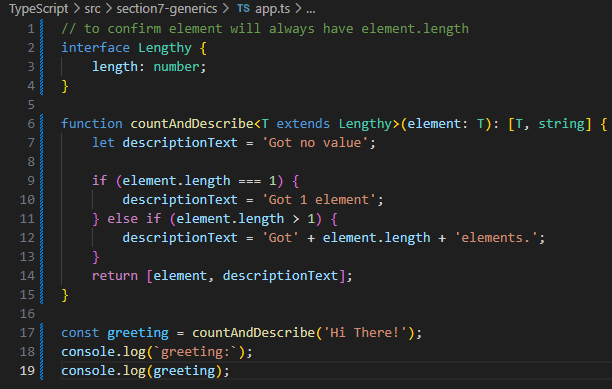 TypeScript > src > section7-generics > TS app.ts > ...
1 // to confirm element will always have element.length
2 interface Lengthy {
3     length: number;
4 }
5
6 function countAndDescribe<T extends Lengthy>(element: T): [T, string] {
7     let descriptionText = 'Got no value';
8
9     if (element.length === 1) {
10         descriptionText = 'Got 1 element';
11     } else if (element.length > 1) {
12         descriptionText = 'Got' + element.length + 'elements.';
13     }
14     return [element, descriptionText];
15 }
16
17 const greeting = countAndDescribe('Hi There!');
18 console.log(`greeting:`);
19 console.log(greeting);